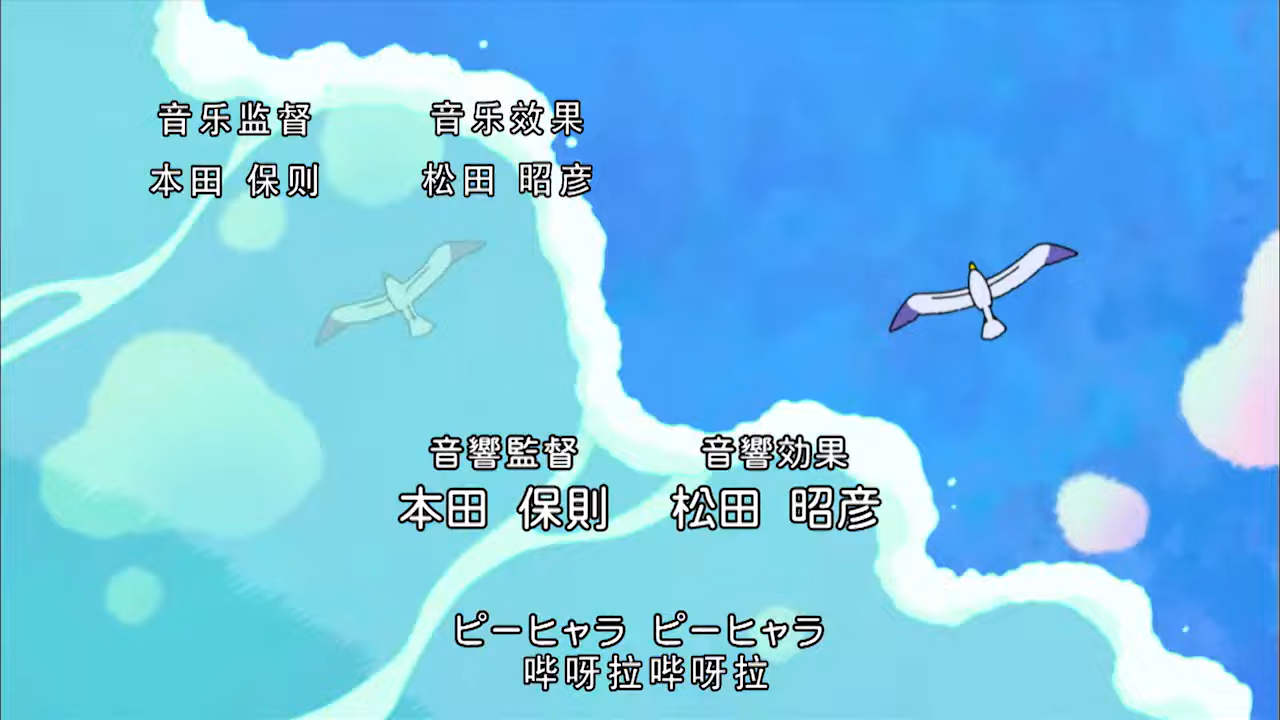 音乐监督 音乐效果
本田 保则 松田 昭彦
音響監督 音響効果
本田 保則 松田 昭彦
ピーヒャラ ピーヒャラ
哔呀拉哔呀拉